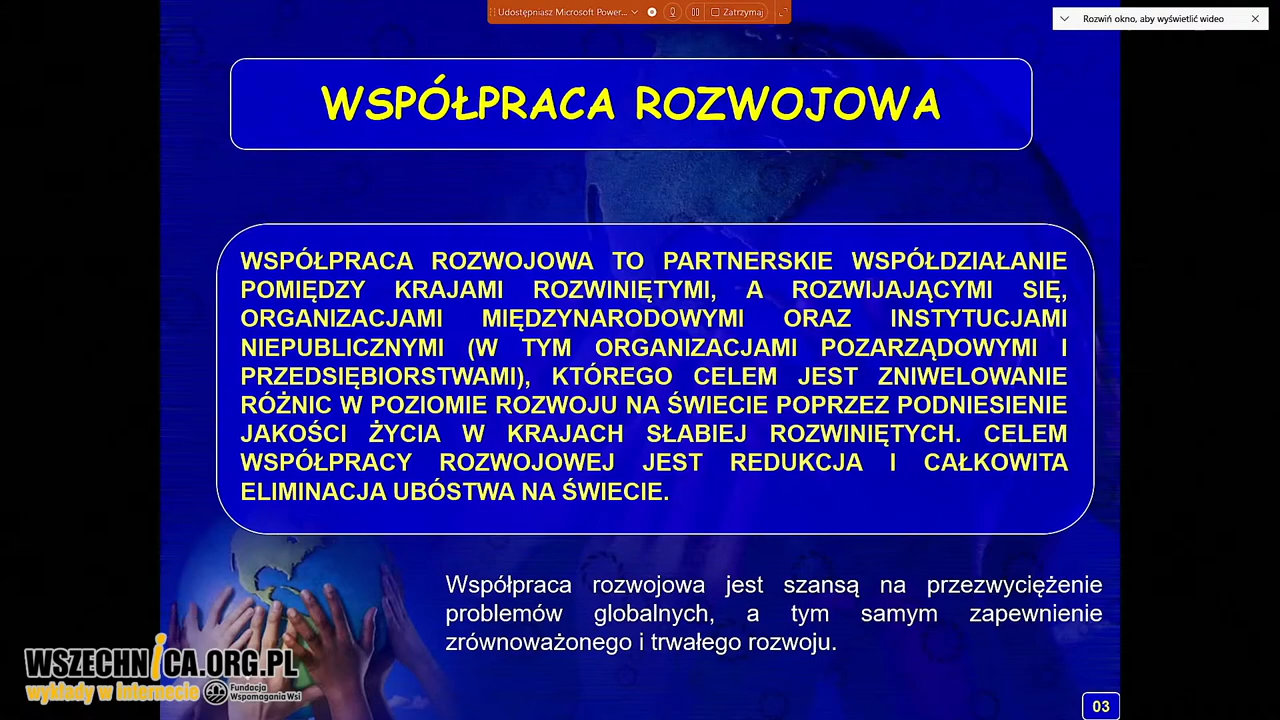 Udostępniasz Microsoft Power...
Zatrzymaj
Rozwiń okno, aby wyświetlić wideo
WSPÓŁPRACA ROZWOJOWA
WSPÓŁPRACA ROZWOJOWA TO PARTNERSKIE WSPÓŁDZIAŁANIE
POMIĘDZY KRAJAMI ROZWINIĘTYMI, A ROZWIJAJĄCYMI SIĘ,
ORGANIZACJAMI MIĘDZYNARODOWYMI ORAZ INSTYTUCJAMI
NIEPUBLICZNYMI (W TYM ORGANIZACJAMI POZARZĄDOWYMI I
PRZEDSIĘBIORSTWAMI), KTÓREGO CELEM JEST ZNIWELOWANIE
RÓŻNIC W POZIOMIE ROZWOJU NA ŚWIECIE POPRZEZ PODNIESIENIE
JAKOŚCI ŻYCIA W KRAJACH SŁABIEJ ROZWINIĘTYCH. CELEM
WSPÓŁPRACY ROZWOJOWEJ JEST REDUKCJA I CAŁKOWITA
ELIMINACJA UBÓSTWA NA ŚWIECIE.
Współpraca rozwojowa jest szansą na przezwyciężenie
problemów globalnych, a tym samym zapewnienie
zrównoważonego i trwałego rozwoju.
WSZECHNICA.ORG.PL
wykłady w internecie
Fundacja
Wspomagania Wsi
03